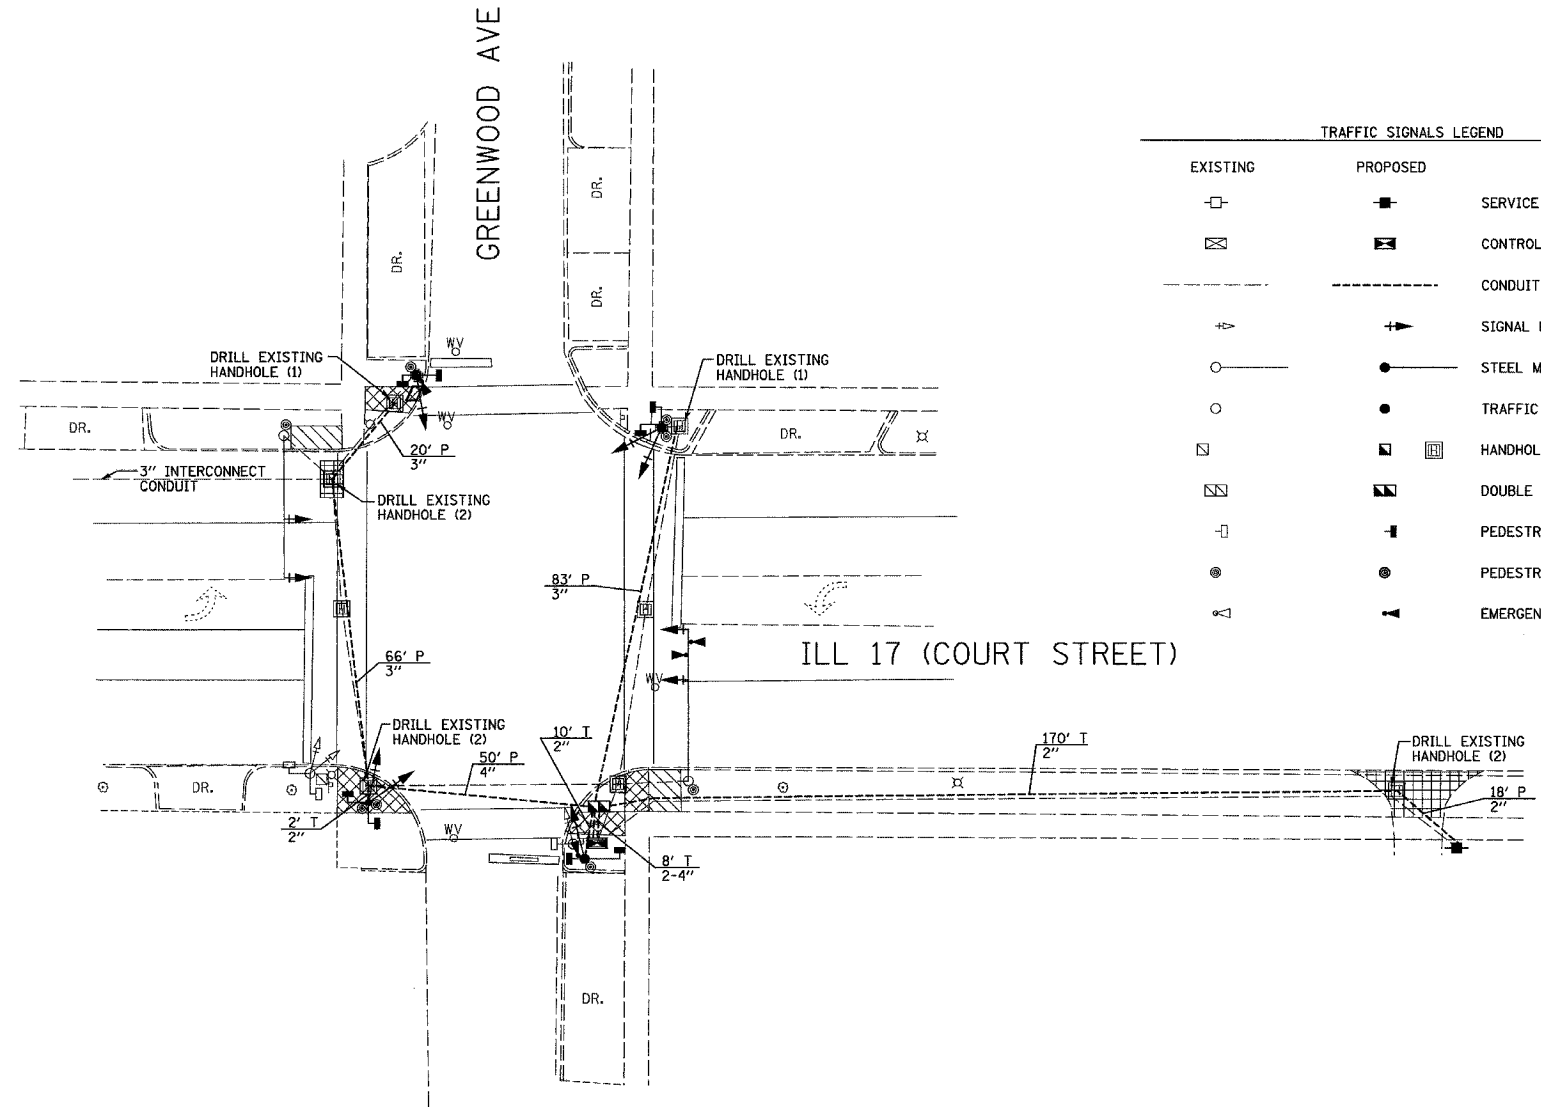 GREENWOOD AVE
TRAFFIC SIGNALS LEGEND
EXISTING
PROPOSED
SERVICE
CONTROL
CONDUIT
SIGNAL
STEEL M
TRAFFIC
H
HANDHOL
DOUBLE
PEDESTR
PEDESTR
EMERGEN
DR.
DR.
DR.
WV
DRILL EXISTING
HANDHOLE (1)
DRILL EXISTING
HANDHOLE (1)
H
WV
H
DR.
DR.
20' P
3"
3" INTERCONNECT
CONDUIT
H
DRILL EXISTING
HANDHOLE (2)
83' P
3"
H
H
ILL 17 (COURT STREET)
66' P
3"
WV
DRILL EXISTING
HANDHOLE (2)
10' T
2"
170' T
2"
DRILL EXISTING
HANDHOLE (2)
50' P
4"
DR.
H
H
18' P
2"
2' T
2"
WV
8' T
2-4"
DR.